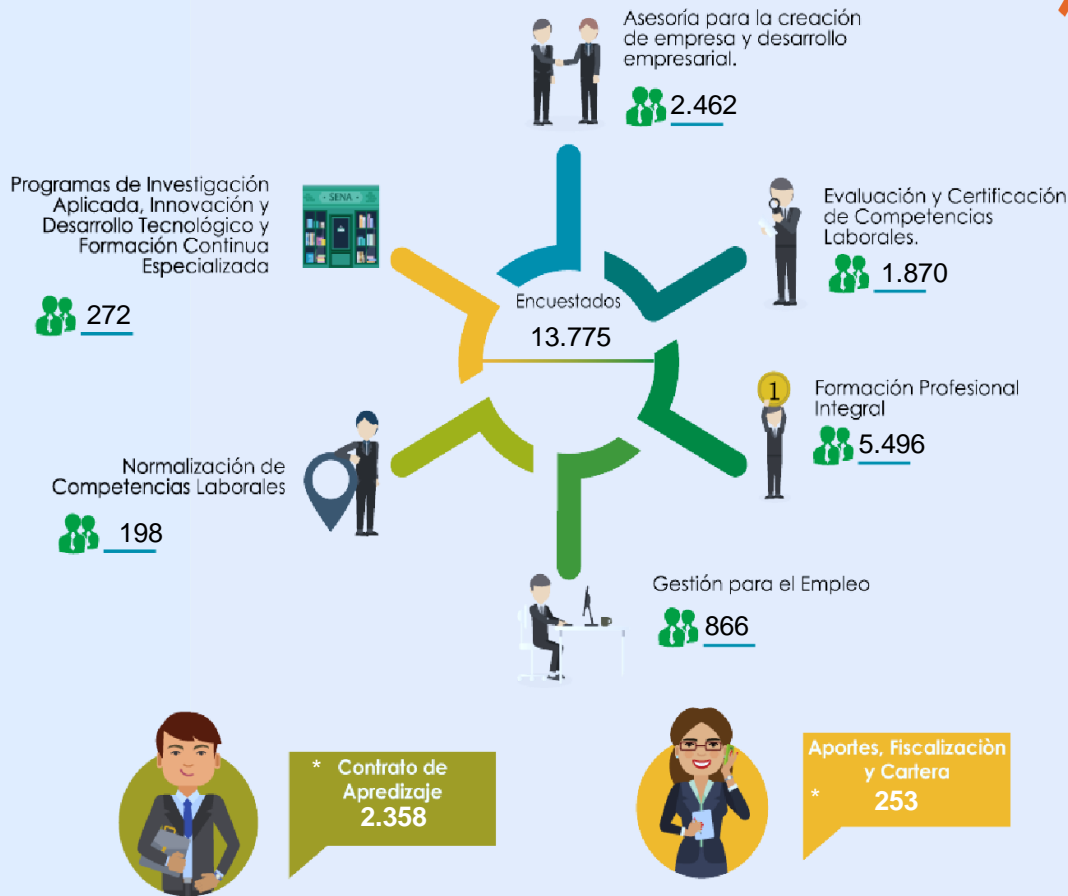 Asesoría para la creación
de empresa y desarrollo
empresarial.
2.462
Programas de Investigación
Aplicada, Innovación y
Desarrollo Tecnológico y
Formación Continua
Especializada
272
- SENA -
Evaluación y Certificación
de Competencias
Laborales.
1.870
Encuestados
13.775
1
Formación Profesional
Integral
5.496
Normalización de
Competencias Laborales
198
Gestión para el Empleo
866
* Contrato de
Apredizaje
2.358
Aportes, Fiscalizaciòn
y Cartera
* 253